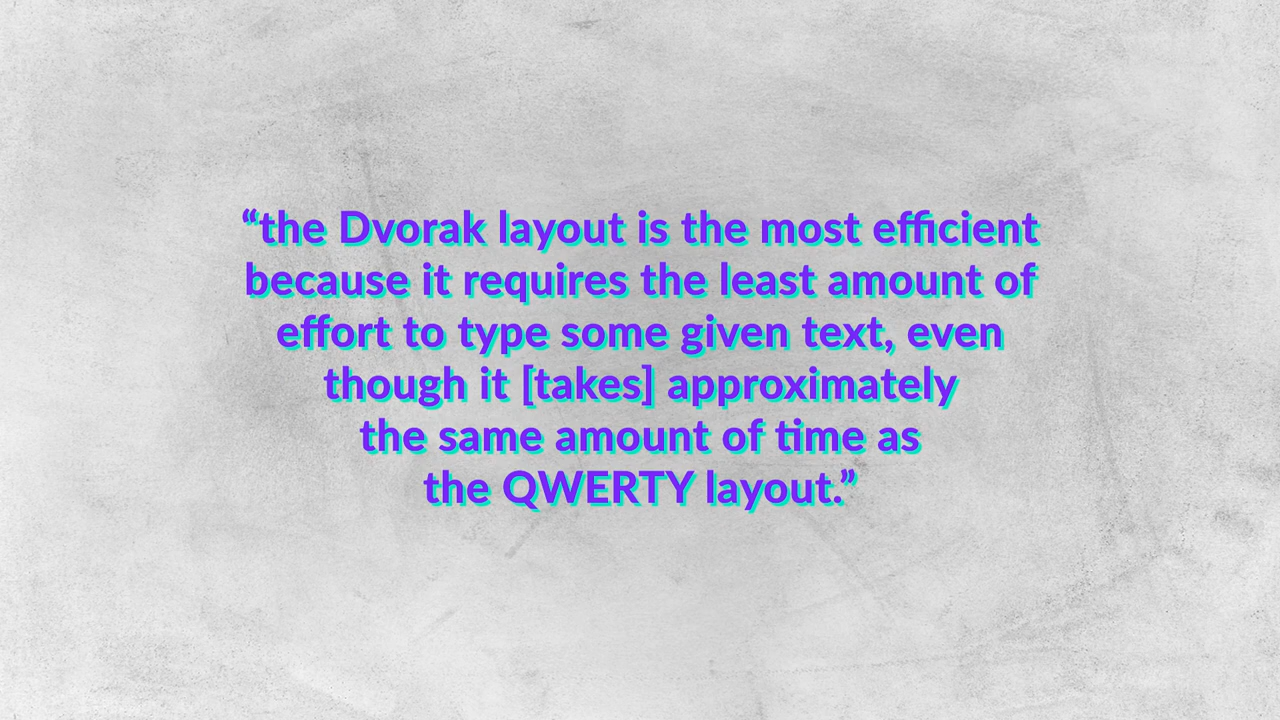 “the Dvorak layout is the most efficient
because it requires the least amount of
effort to type some given text, even
though it [takes] approximately
the same amount of time as
the QWERTY layout.”